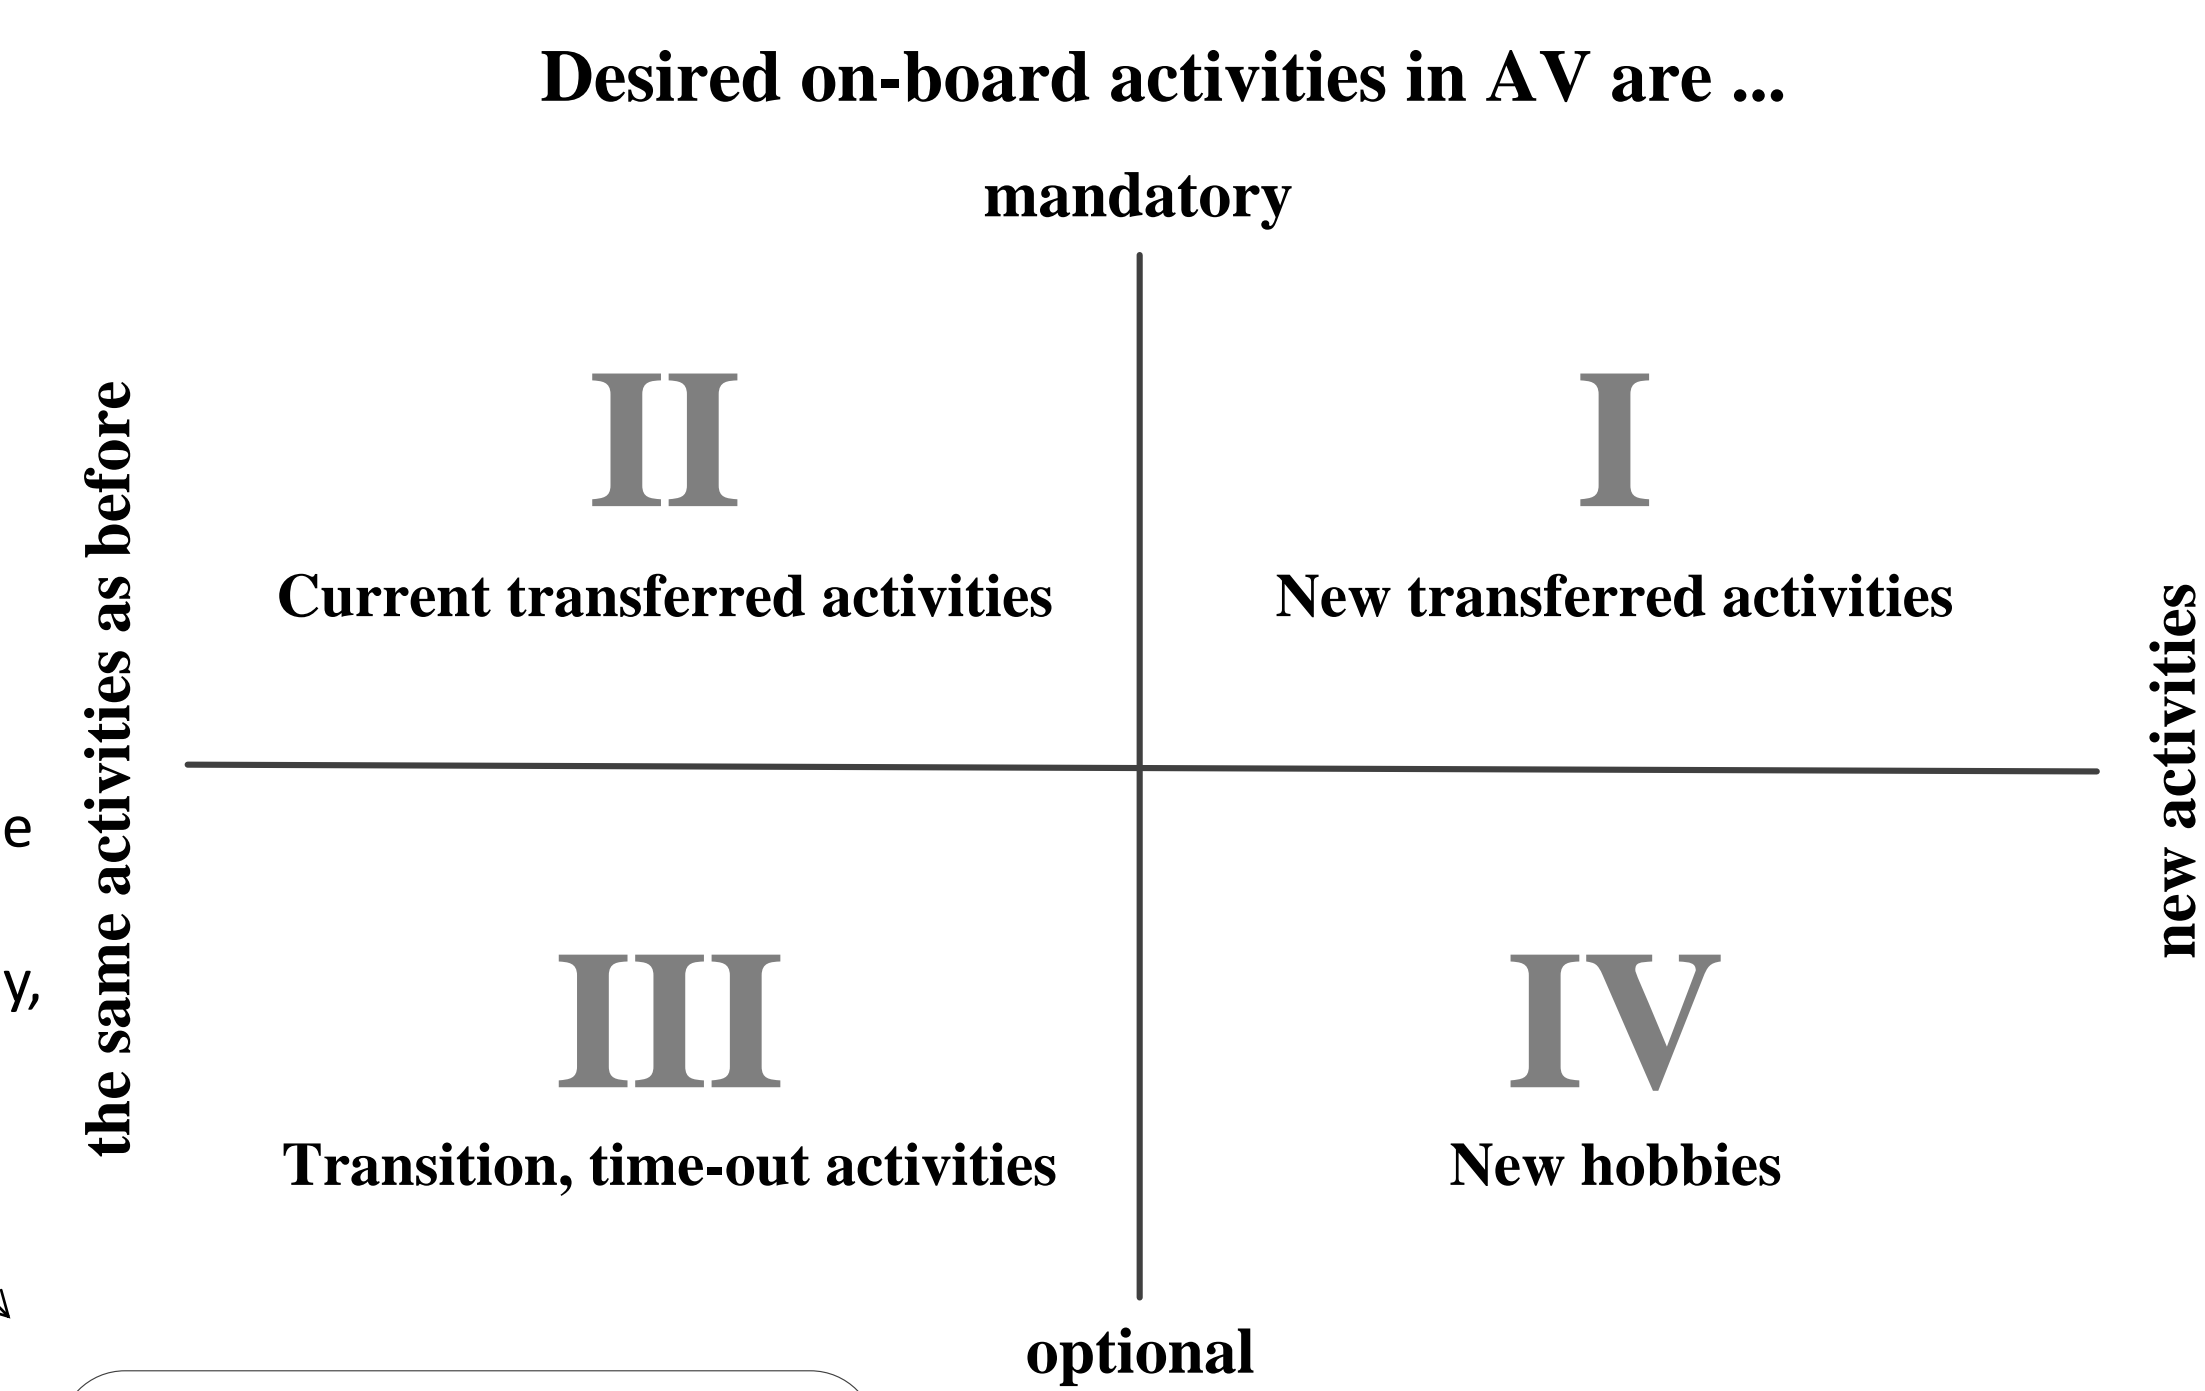 Desired on-board activities in AV are ...
mandatory
II
I
Current transferred activities
New transferred activities
the same activities as before
new activities
e
y,
III
IV
Transition, time-out activities
New hobbies
optional